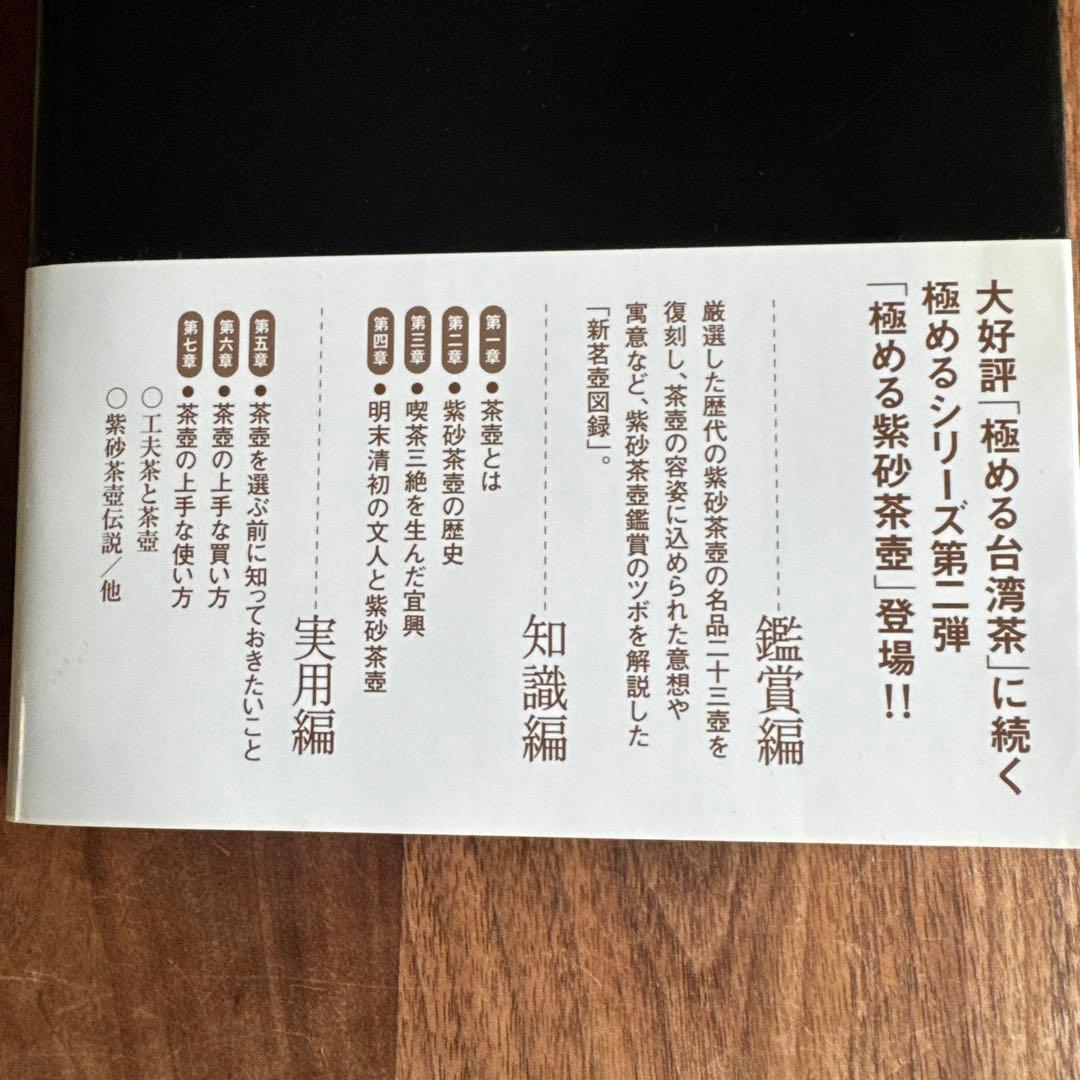 大好評「極める台湾茶」に続く
極めるシリーズ第二弾
「極める紫砂茶壺」登場!!
鑑賞編
厳選した歴代の紫砂茶壺の名品二十三壺を
復刻し、茶壺の容姿に込められた意想や
寓意など、紫砂茶壺鑑賞のツボを解説した
「新茗壺図録」。
知識編
第一章 ●茶壺とは
第二章 ●紫砂茶壺の歴史
第三章 ●喫茶三絶を生んだ宜興
第四章 ●明末清初の文人と紫砂茶壺
実用編
第五章 ●茶壺を選ぶ前に知っておきたいこと
第六章 ●茶壺の上手な買い方
第七章 ●茶壺の上手な使い方
○工夫茶と茶壺
○紫砂茶壺伝説／他